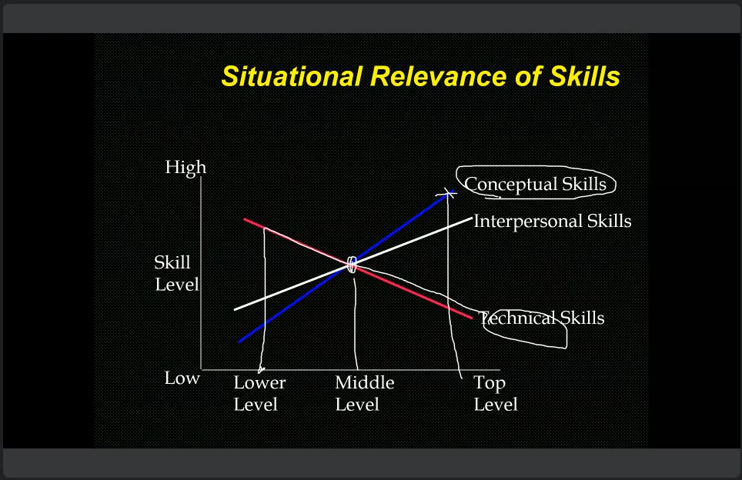 Situational Relevance of Skills
High
Conceptual Skills
Interpersonal Skills
Skill
Level
Technical Skills
Low
Lower
Level
Middle
Level
Top
Level